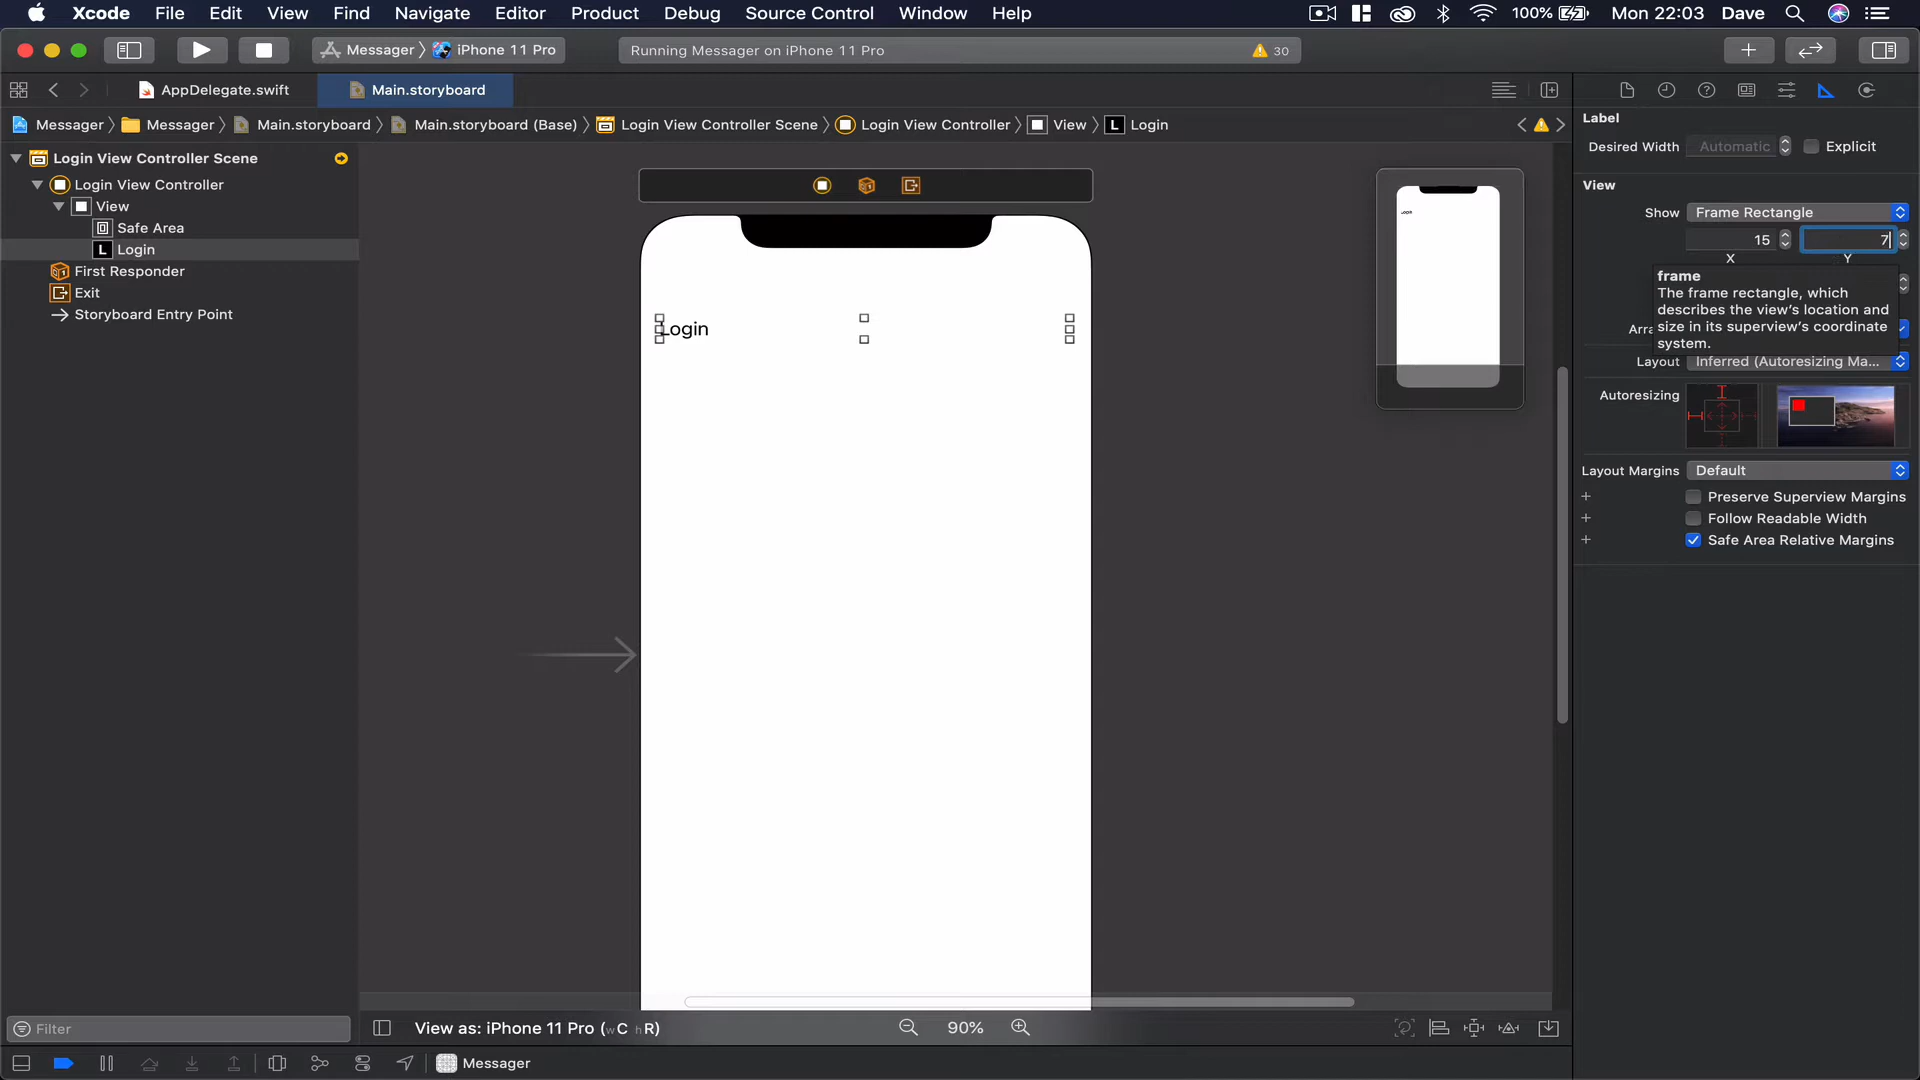 Xcode File Edit View Find Navigate Editor Product Debug Source Control Window Help 100% Mon 22:03 Dave
Messager iPhone 11 Pro Running Messager on iPhone 11 Pro 30
AppDelegate.swift Main.storyboard
Messager Messager Main.storyboard Main.storyboard (Base) Login View Controller Scene Login View Controller View L Login
Login View Controller Scene
Login View Controller
View
Safe Area
L Login
First Responder
Exit
Storyboard Entry Point
Filter
Login
View as: iPhone 11 Pro (wC hR) 90%
Messager
Label
Desired Width Automatic Explicit
View
Show Frame Rectangle
15 7
X Y
frame
The frame rectangle, which
describes the view's location and
size in its superview's coordinate
system.
Layout Inferred (Autoresizing Ma...
Autoresizing
Layout Margins Default
Preserve Superview Margins
Follow Readable Width
Safe Area Relative Margins